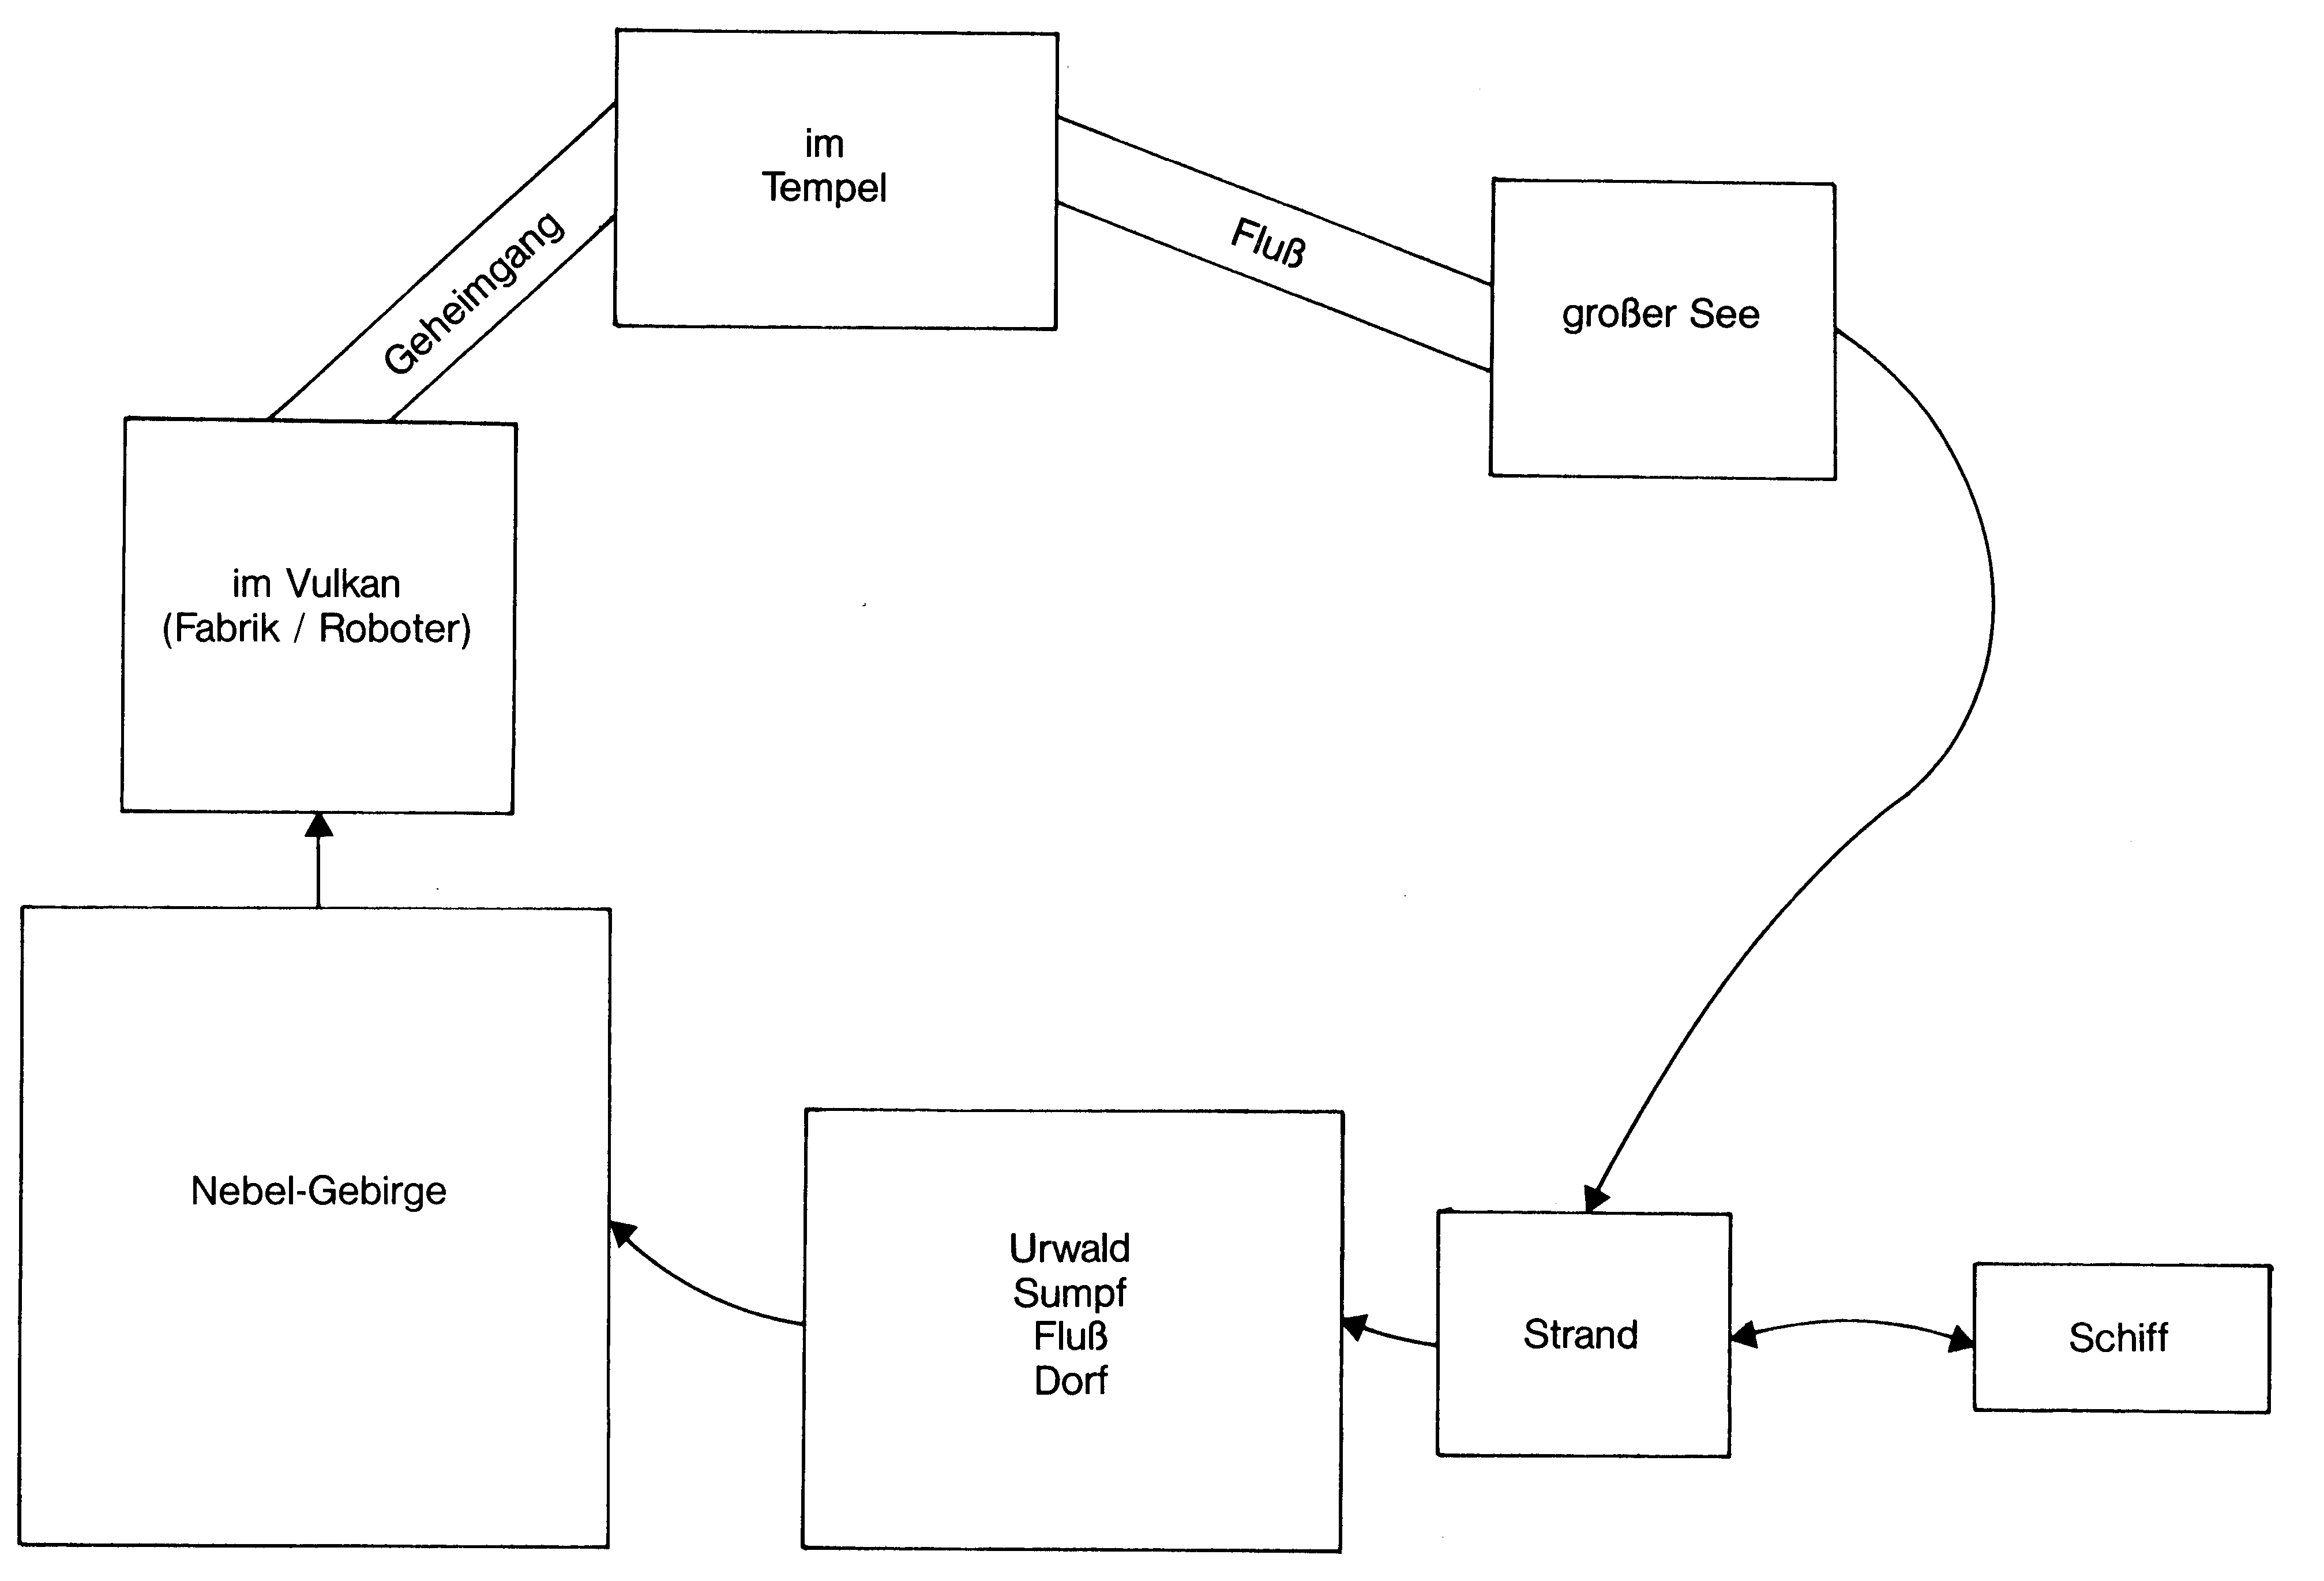 im
Tempel
Fluß
Geheimgang
großer See
im Vulkan
(Fabrik / Roboter)
Nebel-Gebirge
Urwald
Sumpf
Fluß
Dorf
Strand
Schiff